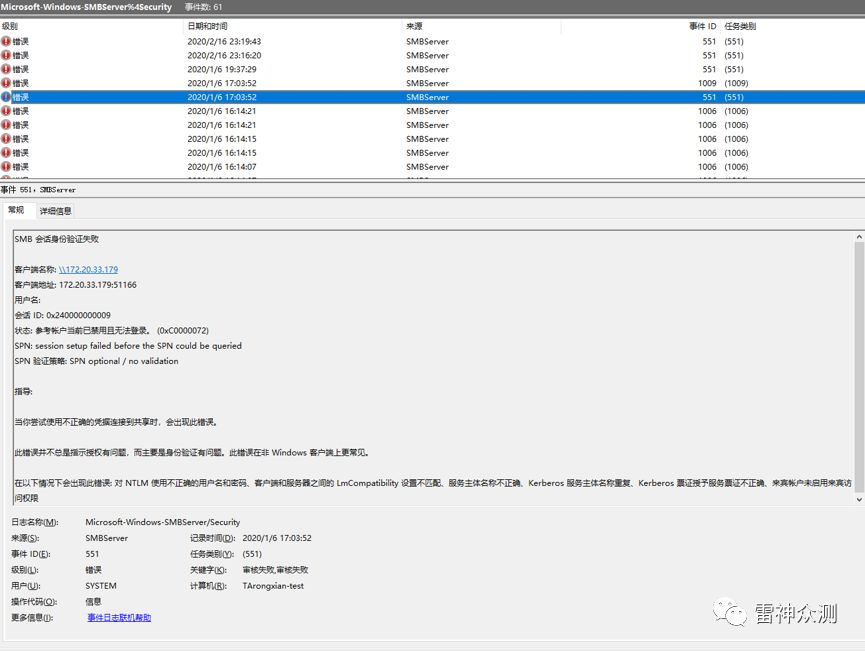 Microsoft-Windows-SMBServer%4Security 事件数: 61
级别 日期和时间 来源 事件 ID 任务类别
错误 2020/2/16 23:19:43 SMBServer 551 (551)
错误 2020/2/16 23:16:20 SMBServer 551 (551)
错误 2020/1/6 19:37:29 SMBServer 551 (551)
错误 2020/1/6 17:03:52 SMBServer 1009 (1009)
错误 2020/1/6 17:03:52 SMBServer 551 (551)
错误 2020/1/6 16:14:21 SMBServer 1006 (1006)
错误 2020/1/6 16:14:21 SMBServer 1006 (1006)
错误 2020/1/6 16:14:15 SMBServer 1006 (1006)
错误 2020/1/6 16:14:15 SMBServer 1006 (1006)
错误 2020/1/6 16:14:07 SMBServer 1006 (1006)
事件 551，SMBServer
常规 详细信息
SMB 会话身份验证失败
客户端名称: \\172.20.33.179
客户端地址: 172.20.33.179:51166
用户名:
会话 ID: 0x240000000009
状态: 参考帐户当前已禁用且无法登录。 (0xC0000072)
SPN: session setup failed before the SPN could be queried
SPN 验证策略: SPN optional / no validation
指导:
当你尝试使用不正确的凭据连接到共享时，会出现此错误。
此错误并不总是指示授权有问题，而主要是身份验证有问题。此错误在非 Windows 客户端上更常见。
在以下情况下会出现此错误: 对 NTLM 使用不正确的用户名和密码、客户端和服务器之间的 LmCompatibility 设置不匹配、服务主体名称不正确、Kerberos 服务主体名称重复、Kerberos 票证授予服务票证不正确、来宾帐户未启用来宾访
问权限
日志名称(M): Microsoft-Windows-SMBServer/Security
来源(S): SMBServer 记录时间(D): 2020/1/6 17:03:52
事件 ID(E): 551 任务类别(Y): (551)
级别(L): 错误 关键字(K): 审核失败,审核失败
用户(U): SYSTEM 计算机(R): TArongxian-test
操作代码(O): 信息
更多信息(I): 事件日志联机帮助
雷神众测